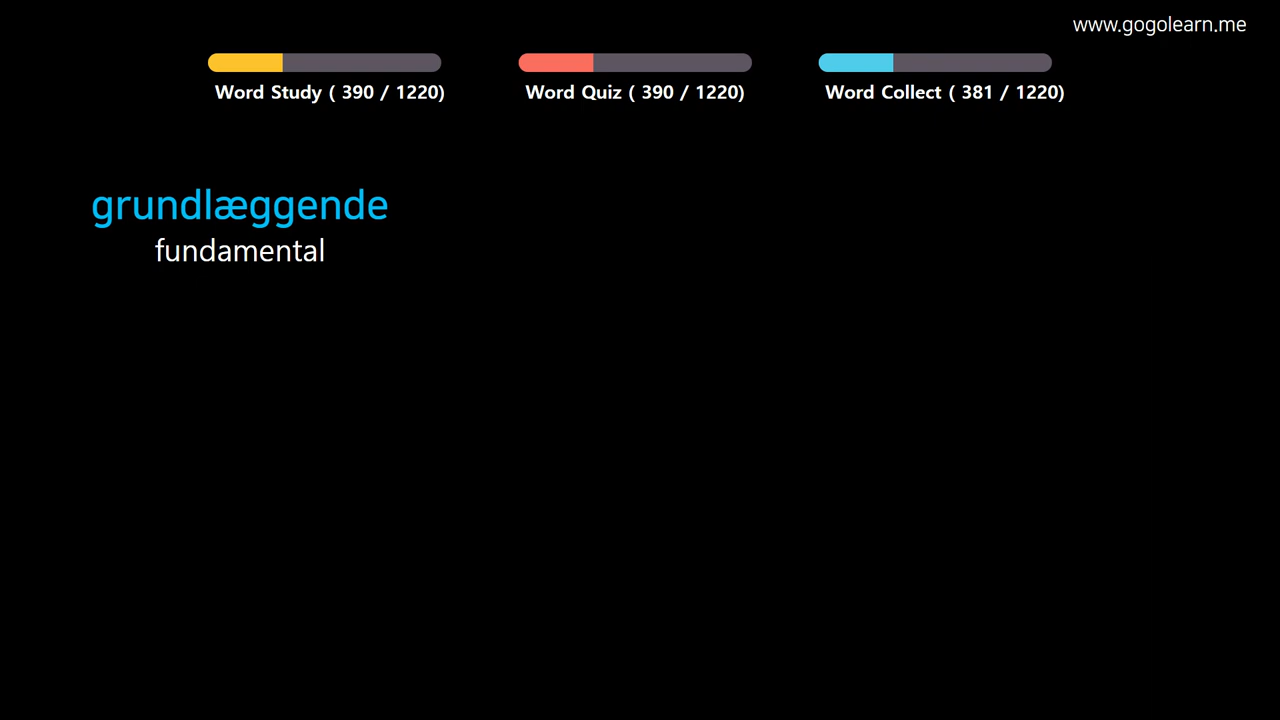 www.gogolearn.me
Word Study ( 390 / 1220)
Word Quiz ( 390 / 1220)
Word Collect ( 381 / 1220)
grundlæggende
fundamental